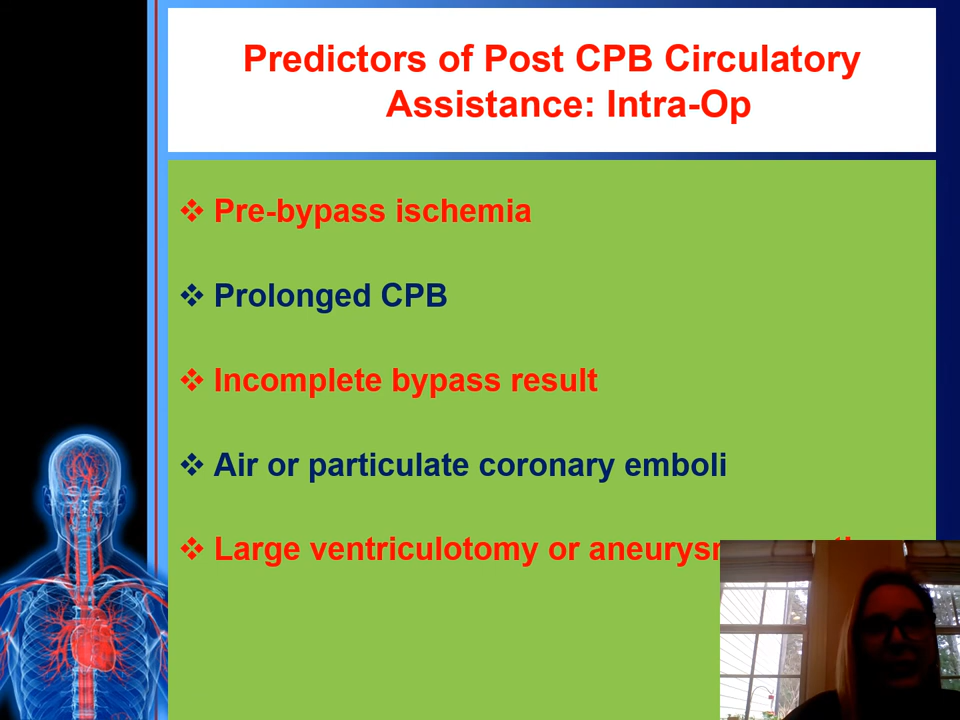 Predictors of Post CPB Circulatory
Assistance: Intra-Op
❖ Pre-bypass ischemia
❖ Prolonged CPB
❖ Incomplete bypass result
❖ Air or particulate coronary emboli
❖ Large ventriculotomy or